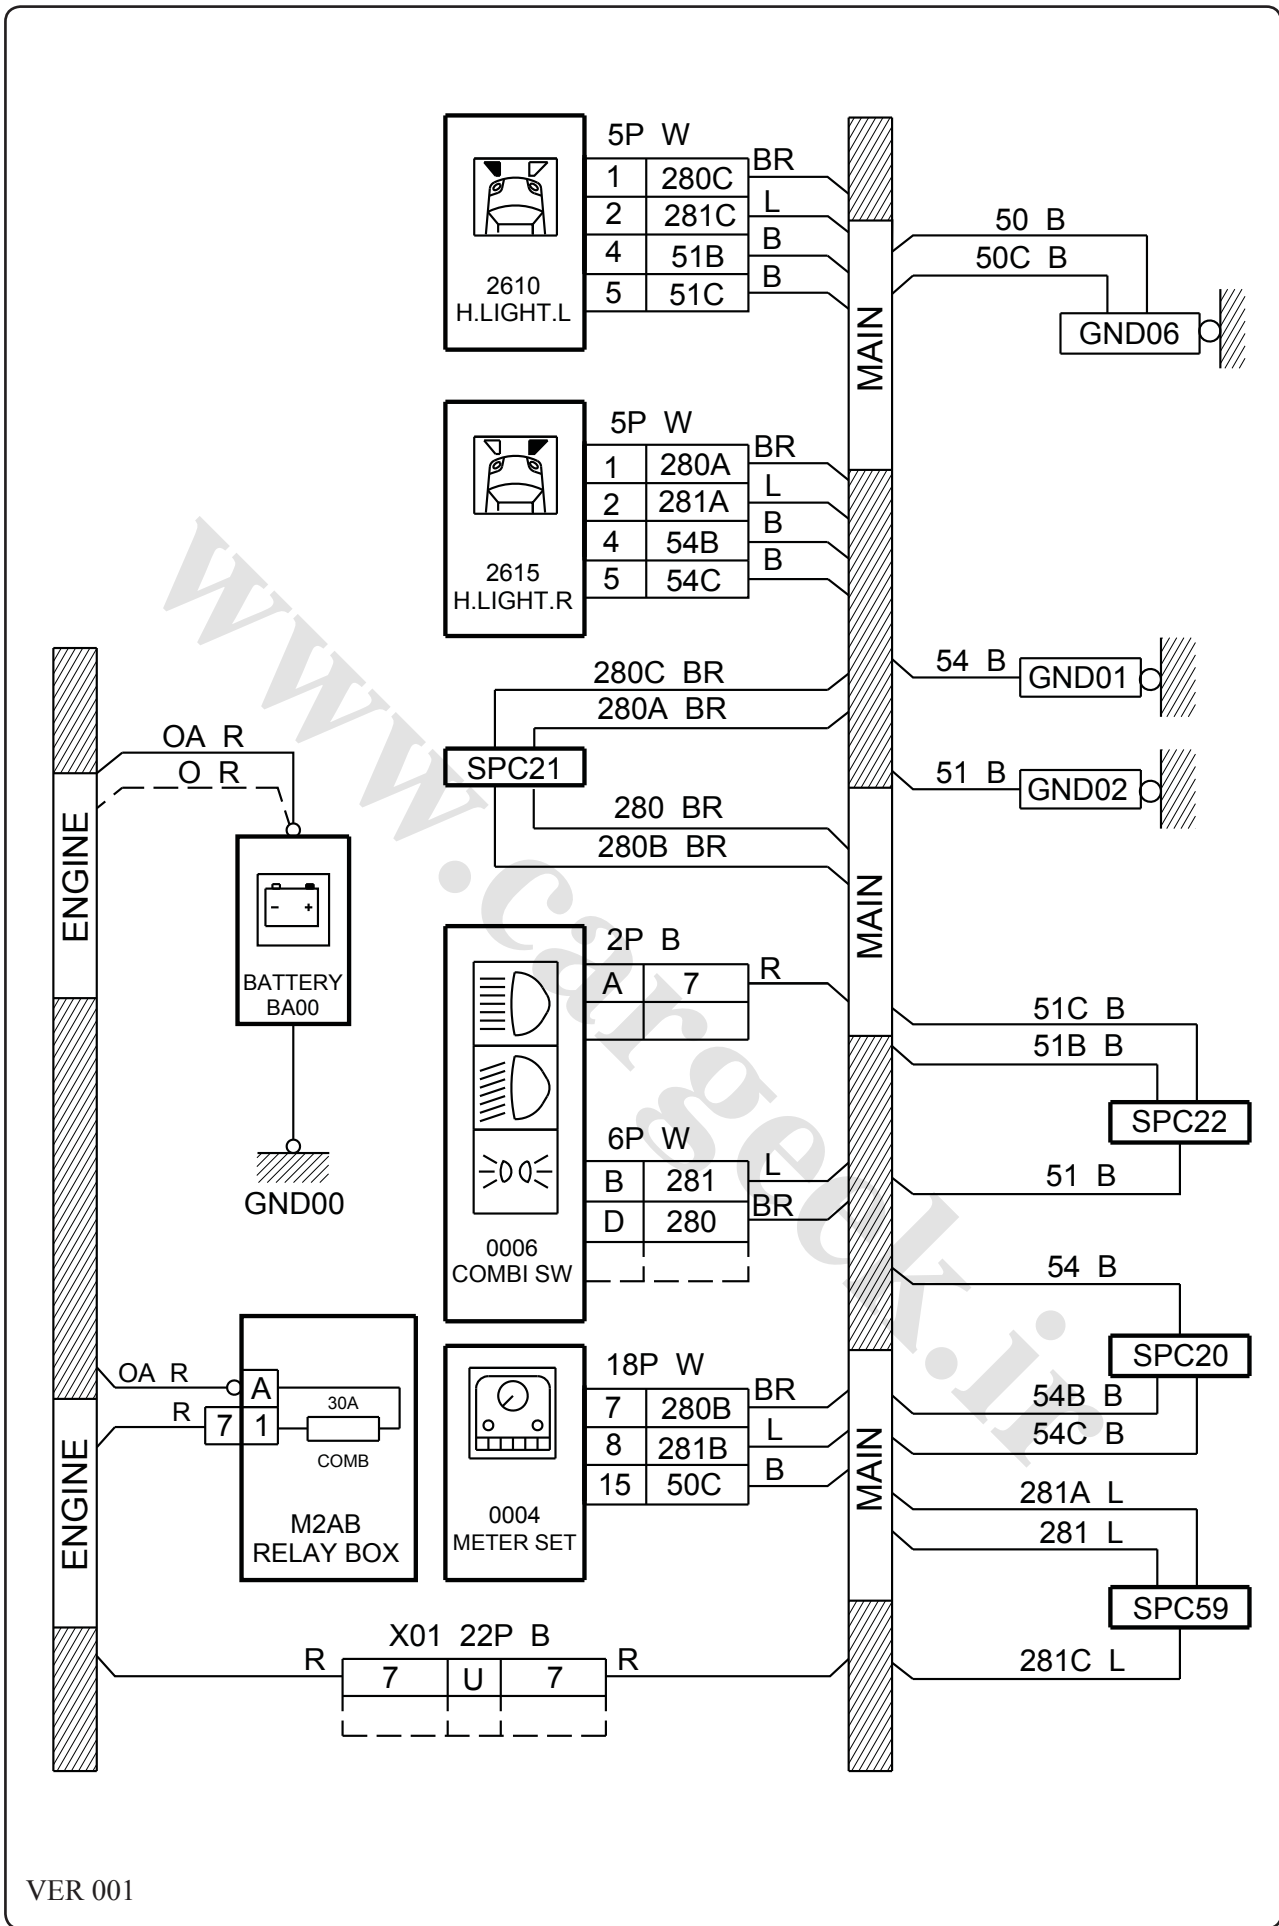 5P W
1 280C BR
2 281C L
4 51B B
5 51C B
2610
H.LIGHT.L
MAIN
50 B
50C B
GND06
5P W
1 280A BR
2 281A L
4 54B B
5 54C B
2615
H.LIGHT.R
54 B
GND01
51 B
GND02
280C BR
280A BR
SPC21
280 BR
280B BR
OA R
O R
ENGINE
- +
BATTERY
BA00
GND00
MAIN
2P B
A 7 R
6P W
B 281 L
D 280 BR
0006
COMBI SW
51C B
51B B
SPC22
51 B
54 B
SPC20
54B B
54C B
OA R
A
R
7 1
30A
COMB
M2AB
RELAY BOX
ENGINE
18P W
7 280B BR
8 281B L
15 50C B
0004
METER SET
MAIN
281A L
281 L
SPC59
281C L
X01 22P B
R 7 U 7 R
www.cargeek.ir
VER 001